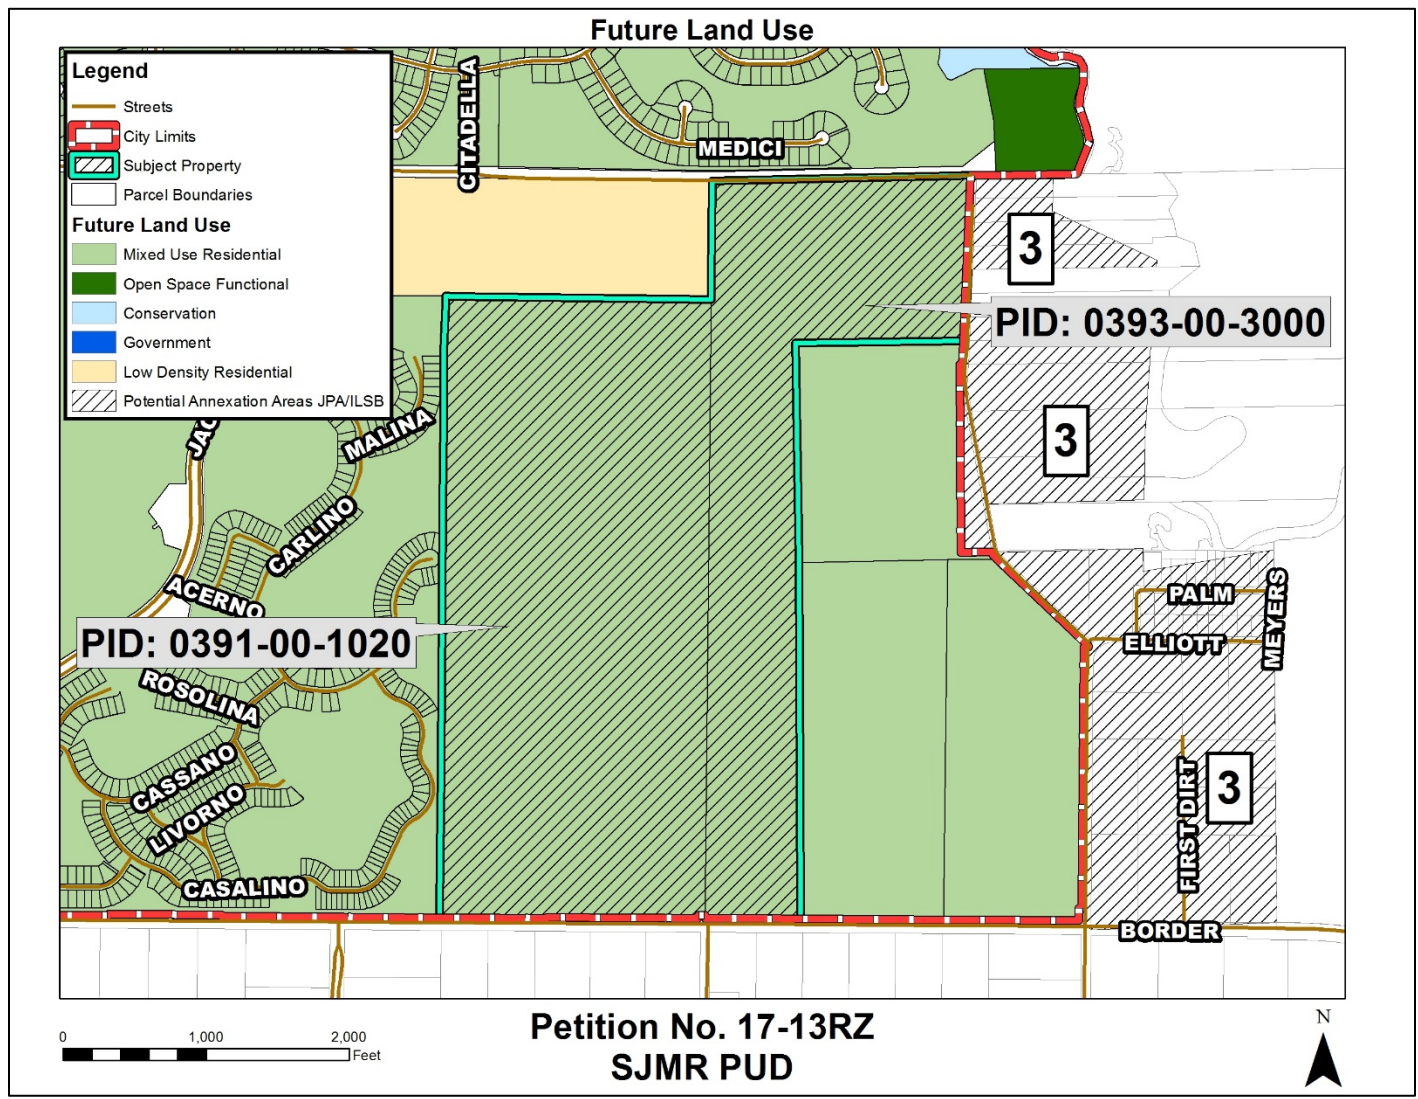 Future Land Use
Legend
Streets
City Limits
Subject Property
Parcel Boundaries
Future Land Use
Mixed Use Residential
Open Space Functional
Conservation
Government
Low Density Residential
Potential Annexation Areas JPA/ILSB
CITADELLA
MEDICI
3
PID: 0393-00-3000
3
MALINA
CARLINO
ACERNO
PID: 0391-00-1020
ROSOLINA
CASSANO
LIVORNO
CASALINO
PALM
ELLIOTT
MEYERS
3
FIRST DIRT
BORDER
0 1,000 2,000
Feet
Petition No. 17-13RZ
SJMR PUD
N